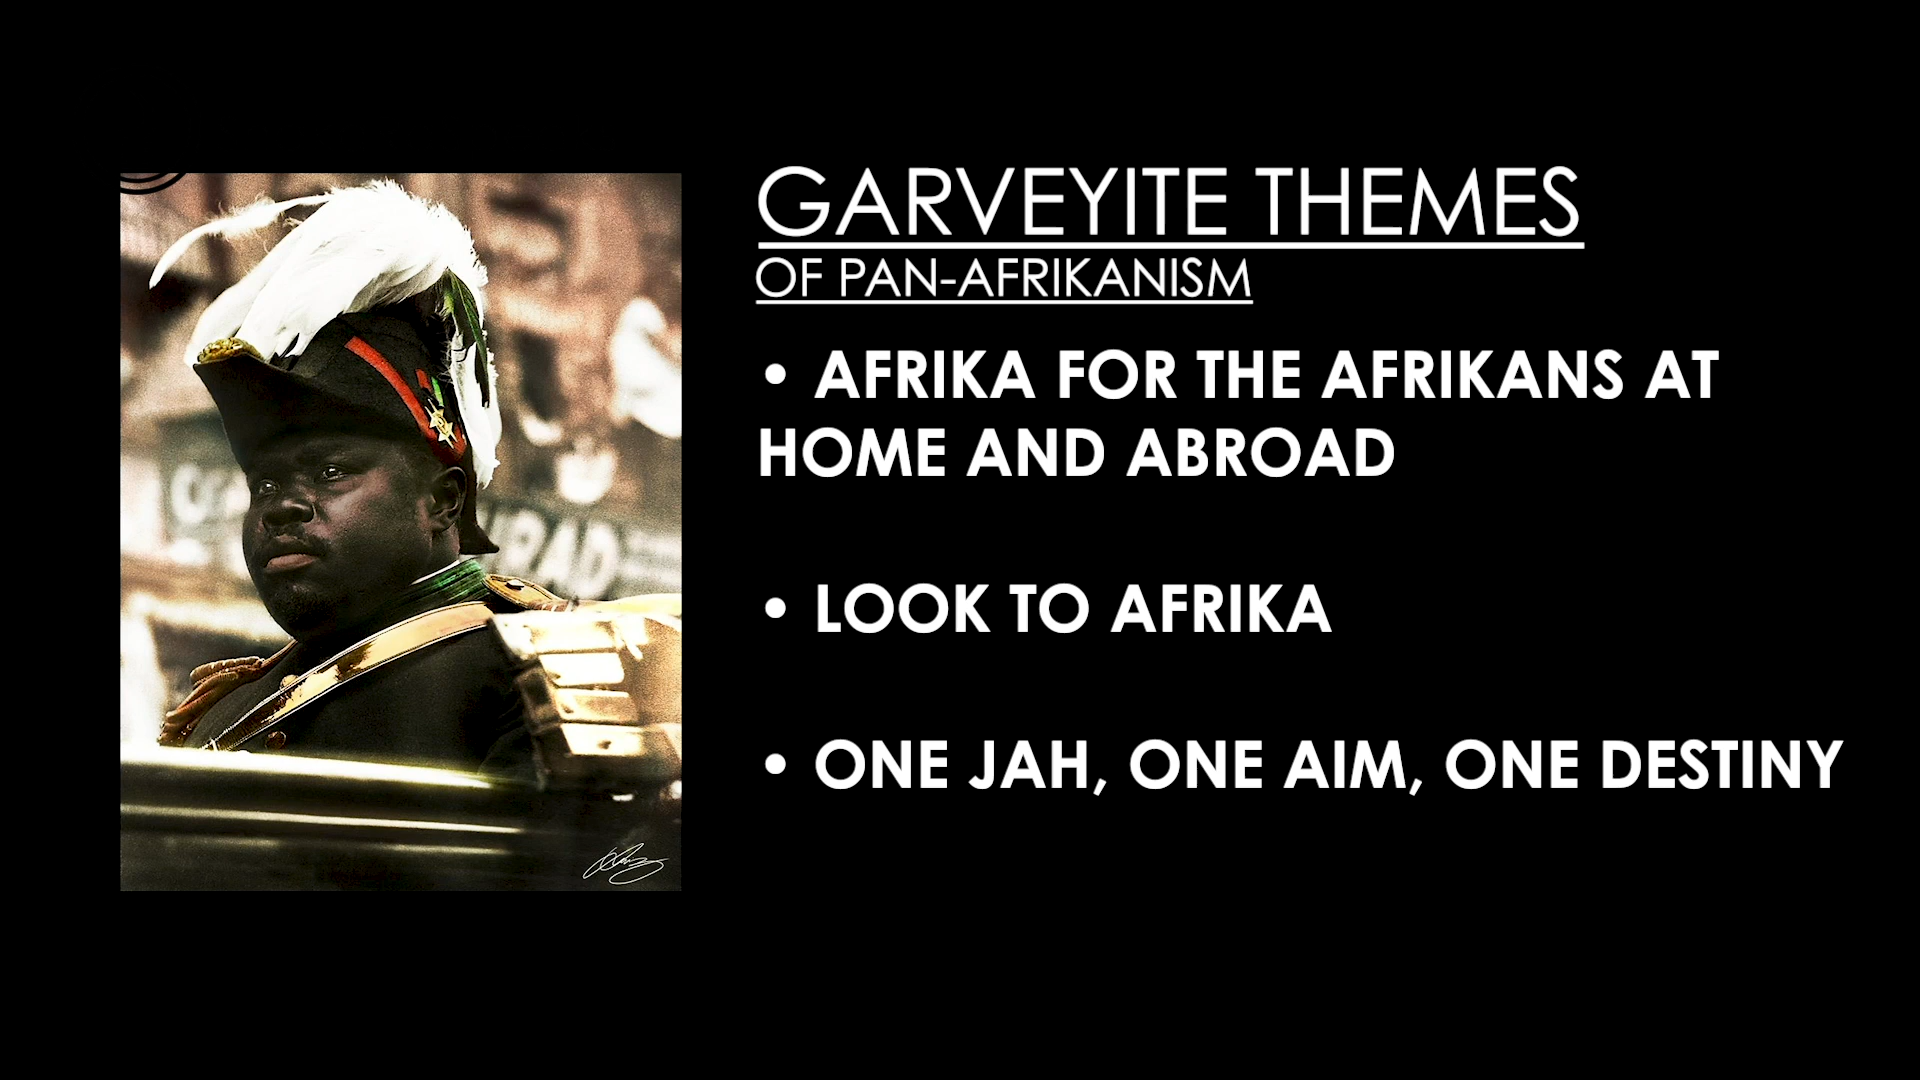 GARVEYITE THEMES
OF PAN-AFRIKANISM
• AFRIKA FOR THE AFRIKANS AT
HOME AND ABROAD
• LOOK TO AFRIKA
• ONE JAH, ONE AIM, ONE DESTINY